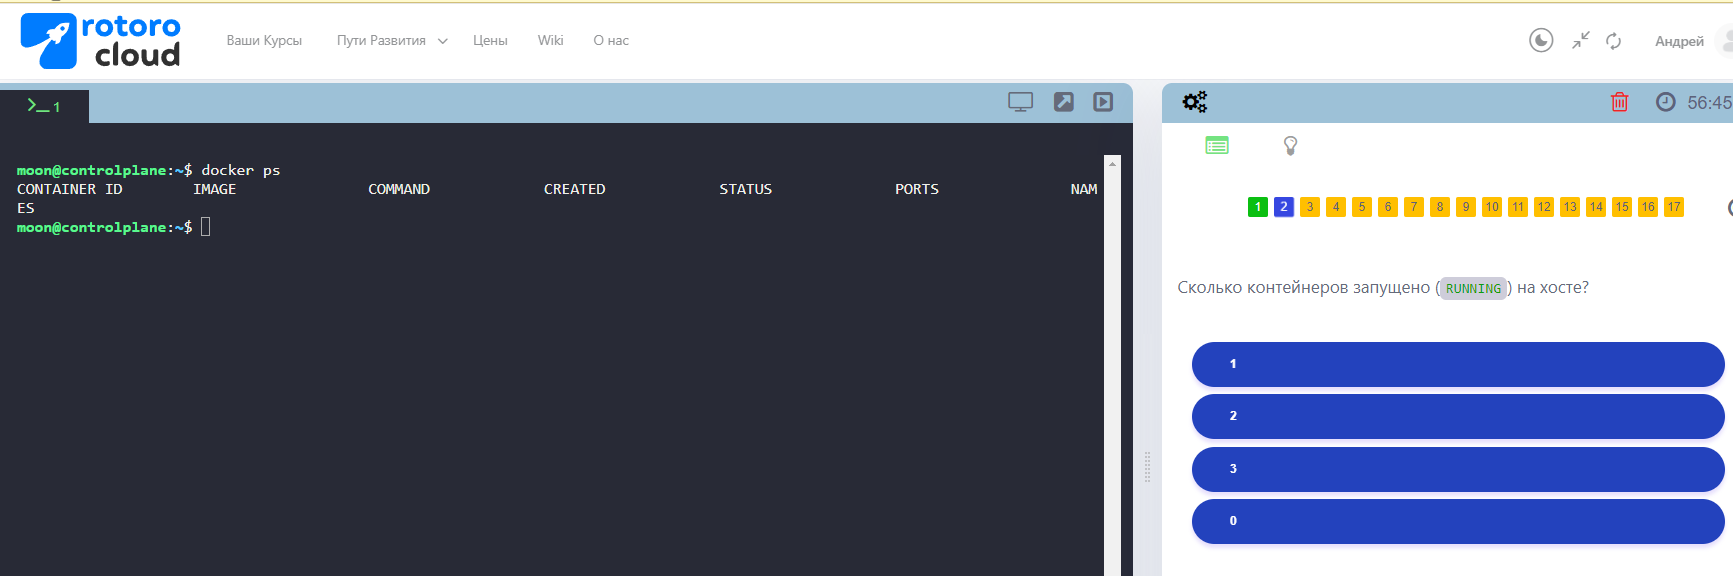 rotoro
cloud
Ваши Курсы Пути Развития Цены Wiki О нас Андрей
1
56:45
moon@controlplane:~$ docker ps
CONTAINER ID IMAGE COMMAND CREATED STATUS PORTS NAM
ES
moon@controlplane:~$
1 2 3 4 5 6 7 8 9 10 11 12 13 14 15 16 17
Сколько контейнеров запущено (RUNNING) на хосте?
1
2
3
0